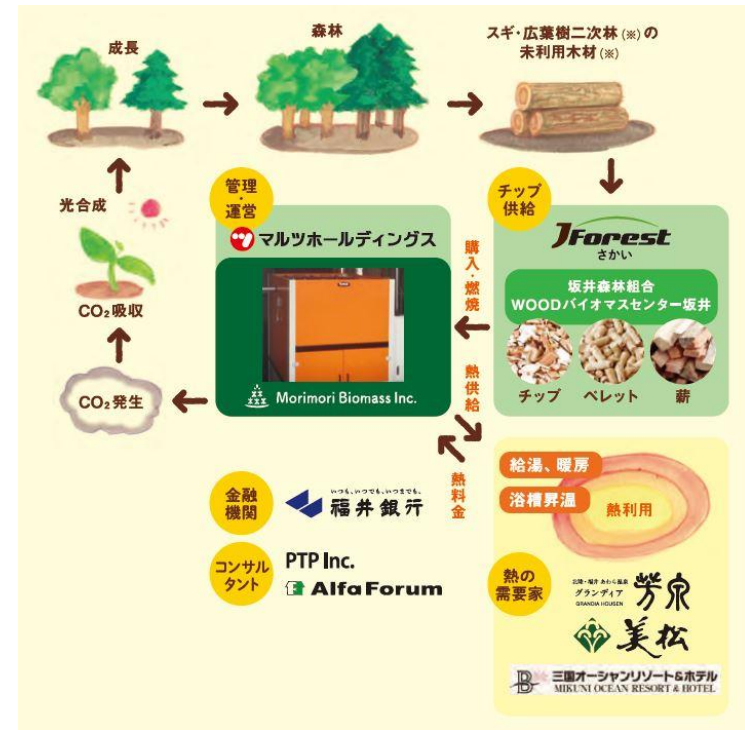 成長
森林
スギ・広葉樹二次林(※)の
未利用木材(※)
光合成
管理・
運営
マルツホールディングス
Morimori Biomass Inc.
チップ
供給
JForest
さかい
坂井森林組合
WOODバイオマスセンター坂井
チップ
ペレット
薪
購入・燃焼
CO₂吸収
CO₂発生
熱供給
熱料金
給湯、暖房
浴槽昇温
熱利用
金融
機関
いつも、いつでも、いつまでも。
福井銀行
コンサル
タント
PTP Inc.
AlfaForum
熱の
需要家
北陸・福井 あわら温泉
グランディア
GRANDIA HOUSEN
芳泉
美松
B
三国オーシャンリゾート&ホテル
MIKUNI OCEAN RESORT & HOTEL